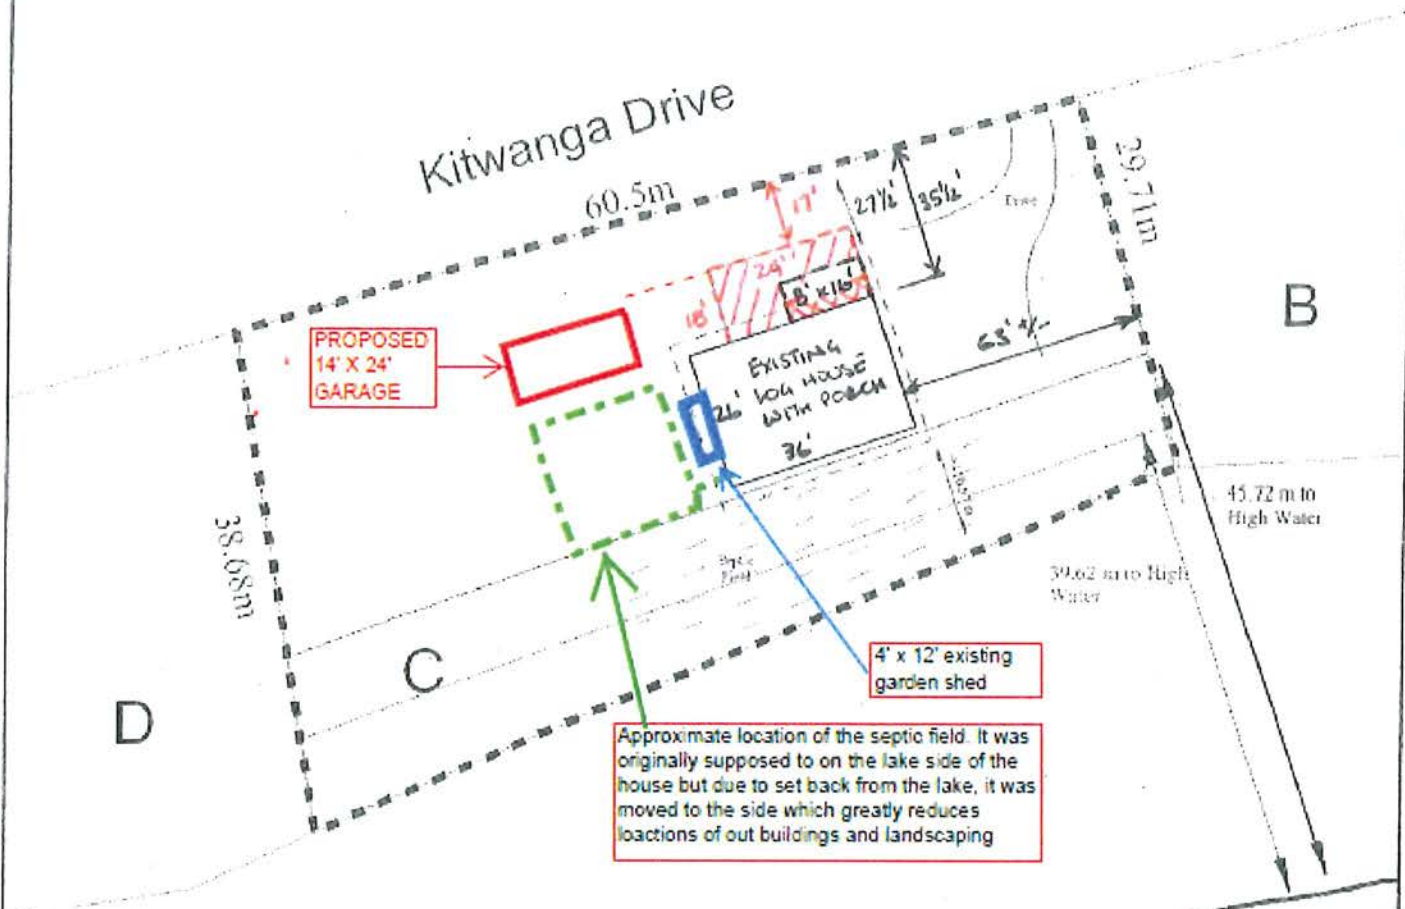 Kitwanga Drive
60.5m
29.71m
17'
27½'
35½'
24'
8' x 16'
18'
B
65' +/-
PROPOSED
14' X 24'
GARAGE
EXISTING
LOG HOUSE
WITH PORCH
26'
36'
45.72 m to
High Water
39.62 m to High
Water
38.68m
Septic
Field
C
D
4' x 12' existing
garden shed
Approximate location of the septic field. It was
originally supposed to on the lake side of the
house but due to set back from the lake, it was
moved to the side which greatly reduces
loactions of out buildings and landscaping